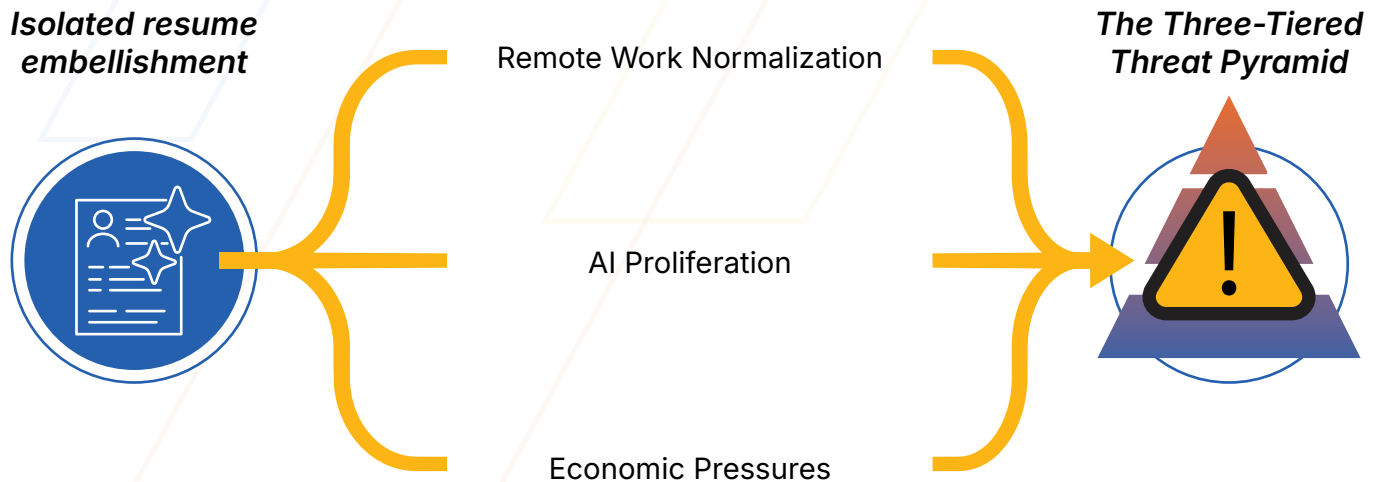 Isolated resume
embellishment
Remote Work Normalization
AI Proliferation
Economic Pressures
The Three-Tiered
Threat Pyramid
!